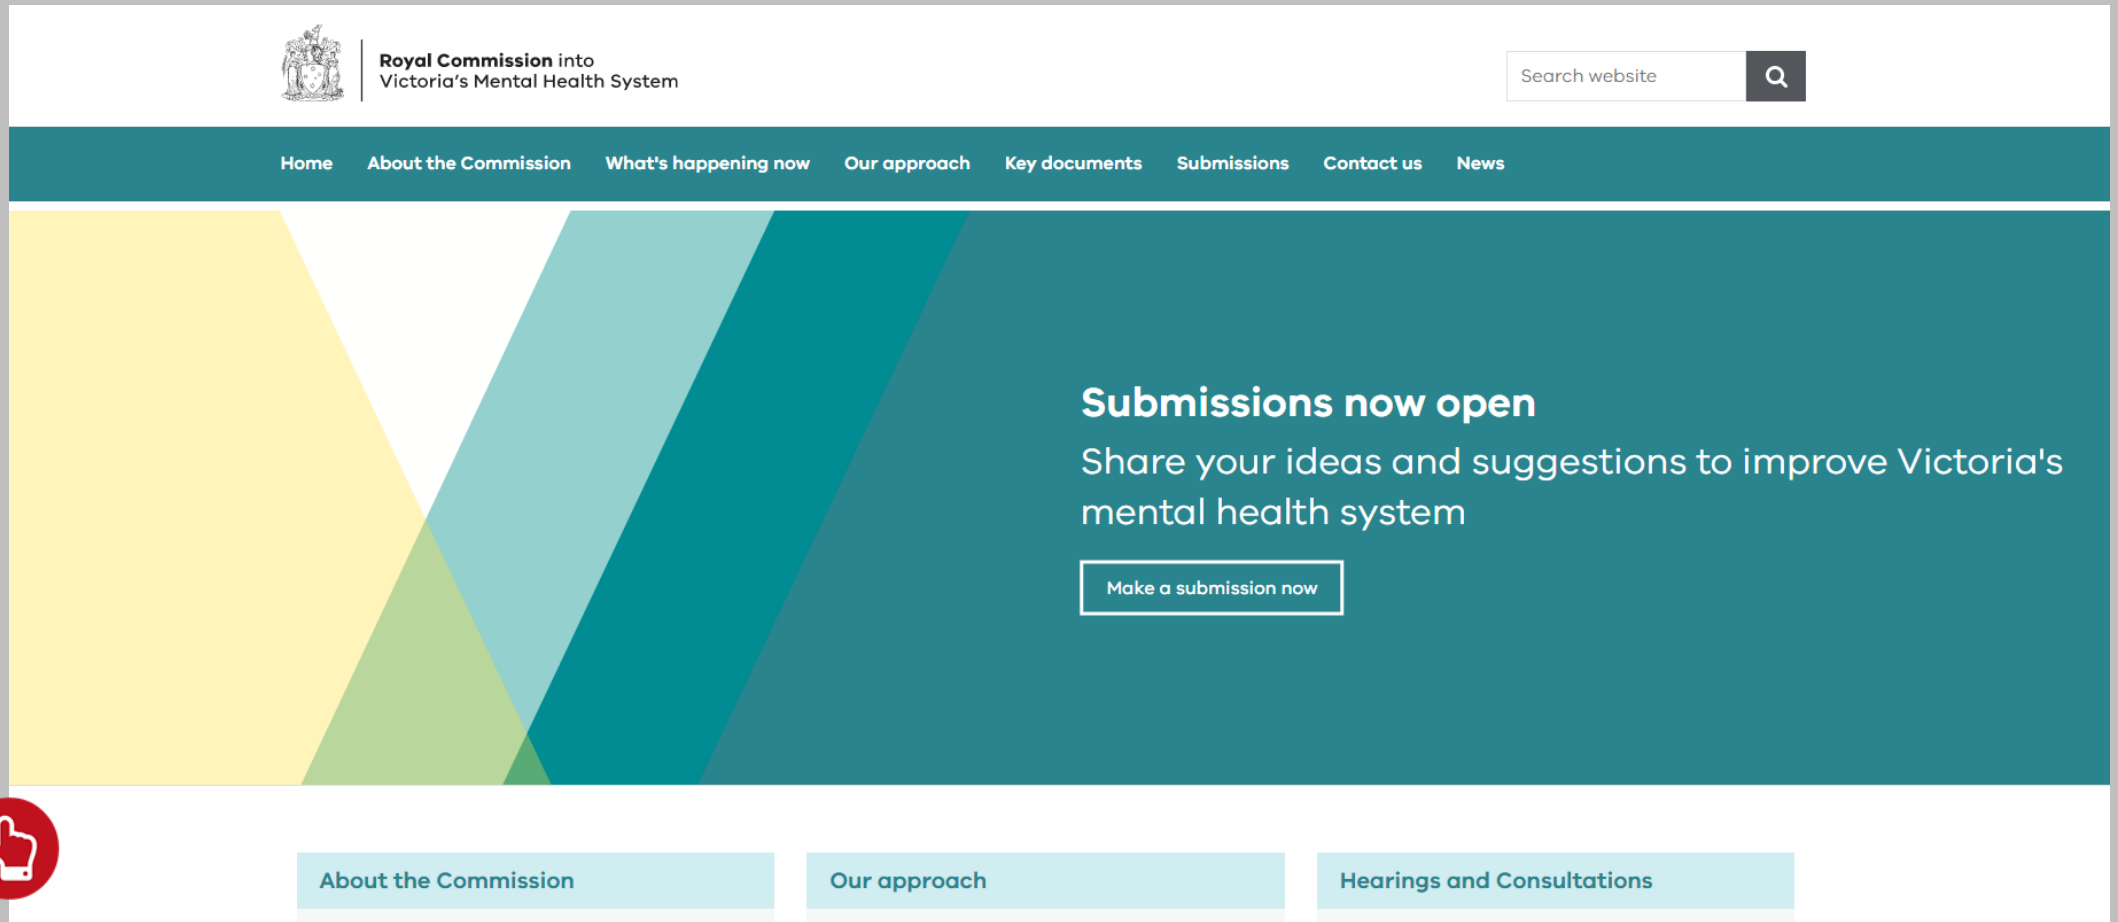 Royal Commission into
Victoria's Mental Health System
Search website
Home About the Commission What's happening now Our approach Key documents Submissions Contact us News
Submissions now open
Share your ideas and suggestions to improve Victoria's
mental health system
Make a submission now
About the Commission Our approach Hearings and Consultations